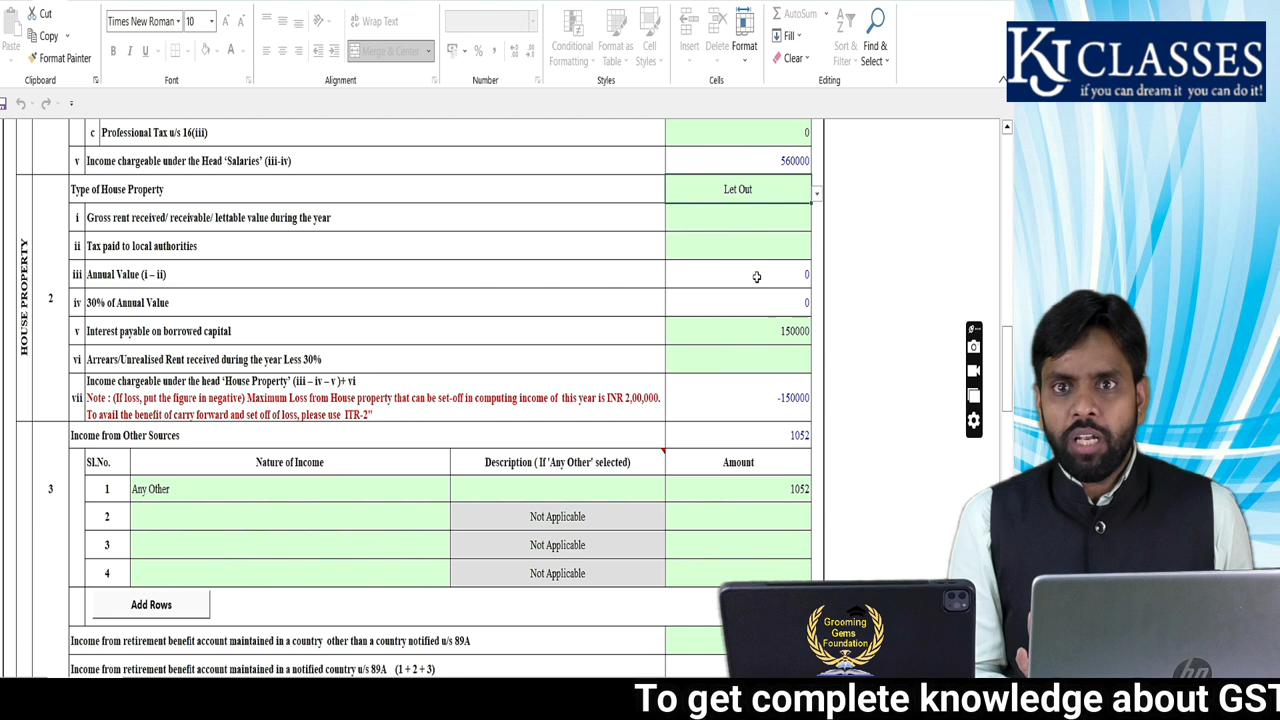 Cut
Copy
Format Painter
Paste
Clipboard
Times New Roman
10
B I U
Font
Wrap Text
Merge & Center
Alignment
Number
Conditional Formatting
Format as Table
Cell Styles
Styles
Insert
Delete
Format
Cells
AutoSum
Fill
Clear
Sort & Filter
Find & Select
Editing
KJ CLASSES
if you can dream it you can do it!
c Professional Tax u/s 16(iii) 0
v Income chargeable under the Head ‘Salaries’ (iii-iv) 560000
HOUSE PROPERTY
2
Type of House Property Let Out
i Gross rent received/ receivable/ lettable value during the year
ii Tax paid to local authorities
iii Annual Value (i – ii) 0
iv 30% of Annual Value 0
v Interest payable on borrowed capital 150000
vi Arrears/Unrealised Rent received during the year Less 30%
vii Income chargeable under the head ‘House Property’ (iii – iv – v )+ vi
Note : (If loss, put the figure in negative) Maximum Loss from House property that can be set-off in computing income of this year is INR 2,00,000.
To avail the benefit of carry forward and set off of loss, please use ITR-2"
-150000
3
Income from Other Sources 1052
Sl.No. Nature of Income Description ( If 'Any Other' selected) Amount
1 Any Other 1052
2 Not Applicable
3 Not Applicable
4 Not Applicable
Add Rows
Income from retirement benefit account maintained in a country other than a country notified u/s 89A
Income from retirement benefit account maintained in a notified country u/s 89A (1 + 2 + 3)
Grooming
Gems
Foundation
hp
To get complete knowledge about GST